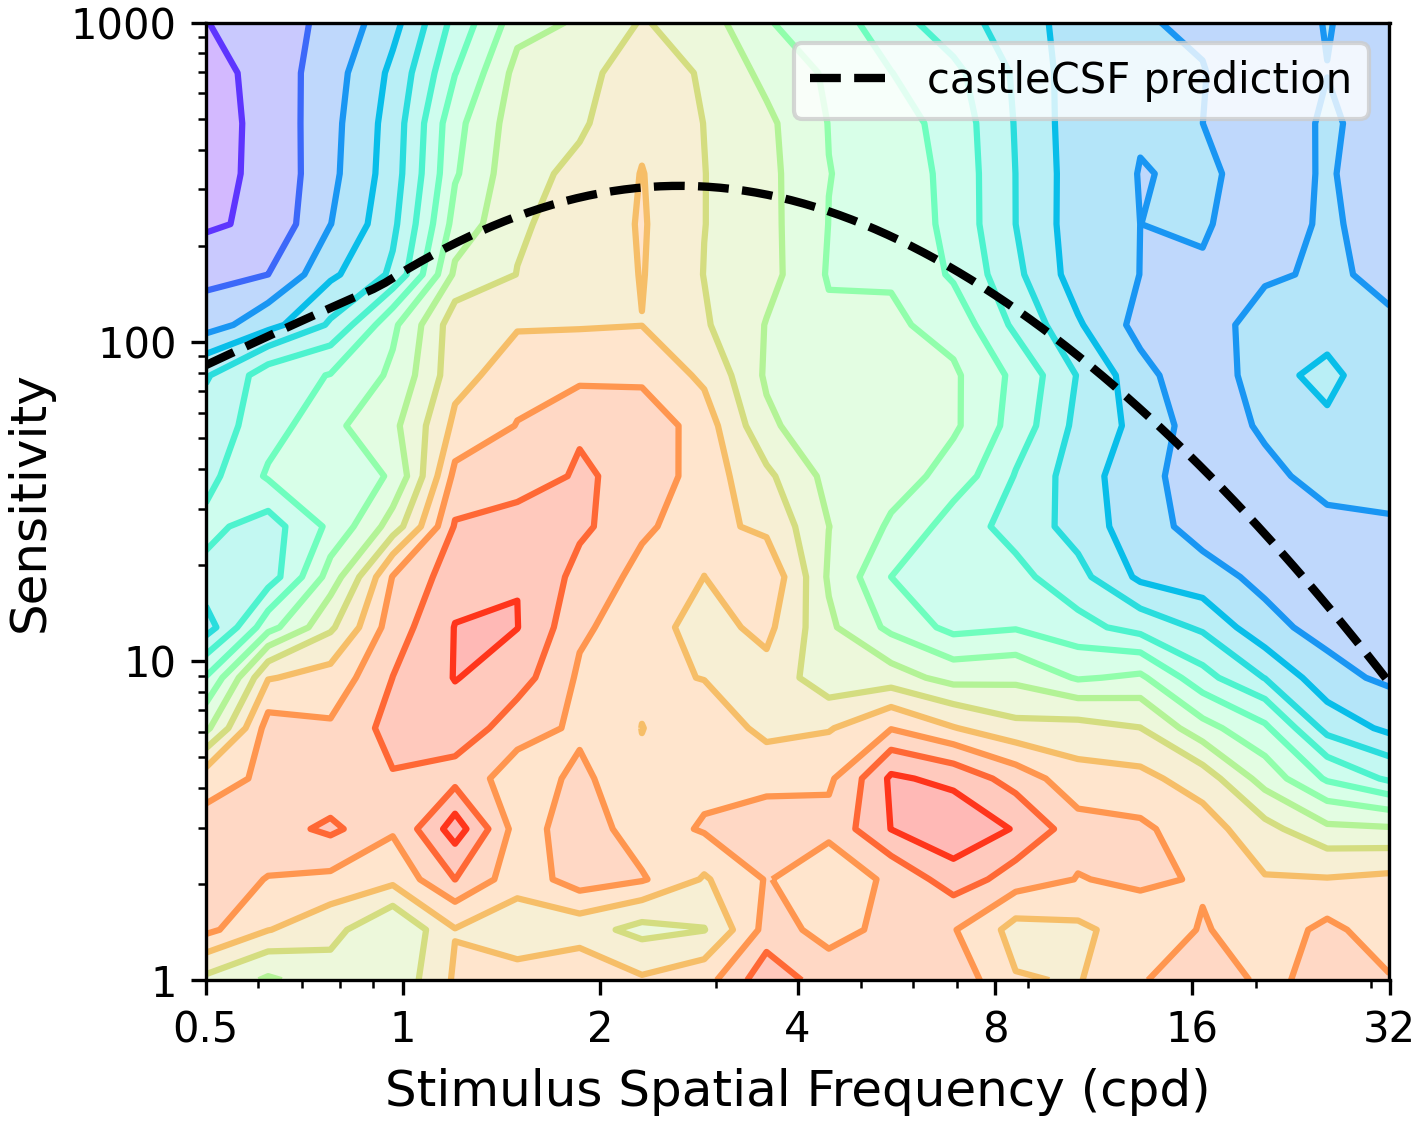 1000
castleCSF prediction
100
Sensitivity
10
1
0.5 1 2 4 8 16 32
Stimulus Spatial Frequency (cpd)